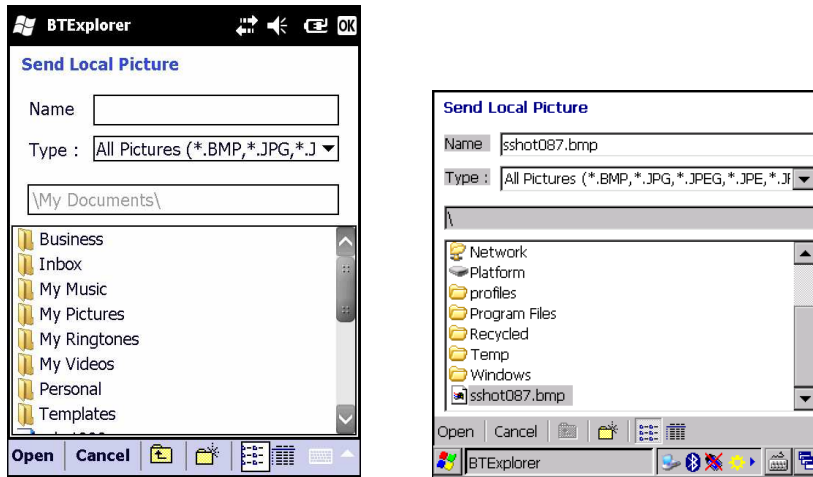 BTExplorer
OK
Send Local Picture
Name
Type : All Pictures (*.BMP,*.JPG,*.J
\My Documents\
Business
Inbox
My Music
My Pictures
My Ringtones
My Videos
Personal
Templates
Open Cancel
Send Local Picture
Name sshot087.bmp
Type : All Pictures (*.BMP,*.JPG,*.JPEG,*.JPE,*.JF
\
Network
Platform
profiles
Program Files
Recycled
Temp
Windows
sshot087.bmp
Open Cancel
BTExplorer